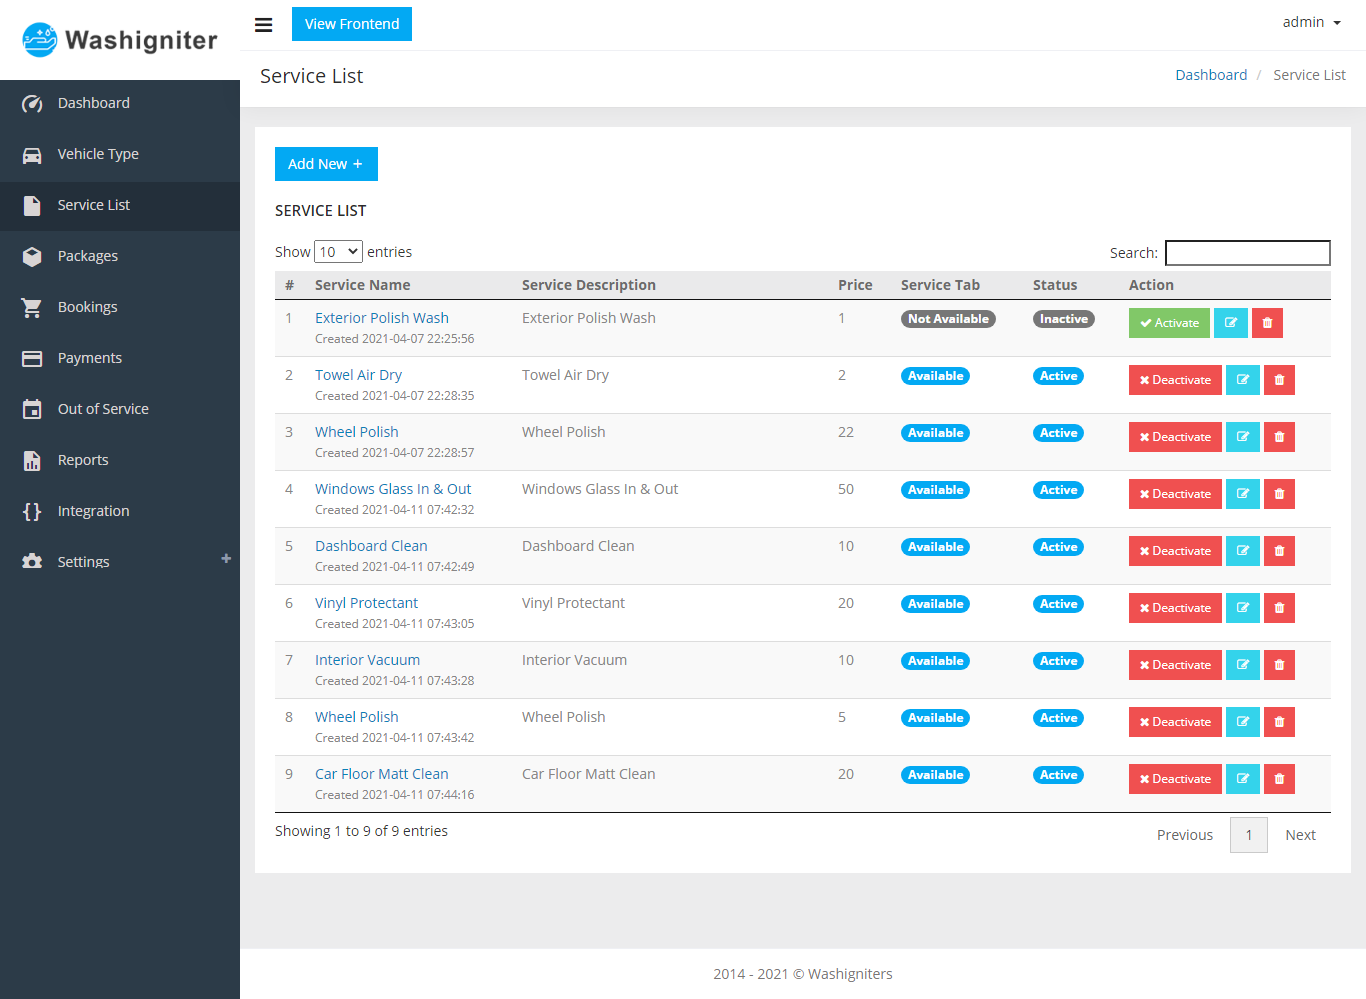 Washigniter
View Frontend
admin
Service List
Dashboard / Service List
Dashboard
Vehicle Type
Service List
Packages
Bookings
Payments
Out of Service
Reports
Integration
Settings +
Add New +
SERVICE LIST
Show 10 entries
Search:
# Service Name Service Description Price Service Tab Status Action
1 Exterior Polish Wash Exterior Polish Wash 1 Not Available Inactive Activate
Created 2021-04-07 22:25:56
2 Towel Air Dry Towel Air Dry 2 Available Active Deactivate
Created 2021-04-07 22:28:35
3 Wheel Polish Wheel Polish 22 Available Active Deactivate
Created 2021-04-07 22:28:57
4 Windows Glass In & Out Windows Glass In & Out 50 Available Active Deactivate
Created 2021-04-11 07:42:32
5 Dashboard Clean Dashboard Clean 10 Available Active Deactivate
Created 2021-04-11 07:42:49
6 Vinyl Protectant Vinyl Protectant 20 Available Active Deactivate
Created 2021-04-11 07:43:05
7 Interior Vacuum Interior Vacuum 10 Available Active Deactivate
Created 2021-04-11 07:43:28
8 Wheel Polish Wheel Polish 5 Available Active Deactivate
Created 2021-04-11 07:43:42
9 Car Floor Matt Clean Car Floor Matt Clean 20 Available Active Deactivate
Created 2021-04-11 07:44:16
Showing 1 to 9 of 9 entries
Previous 1 Next
2014 - 2021 © Washigniters